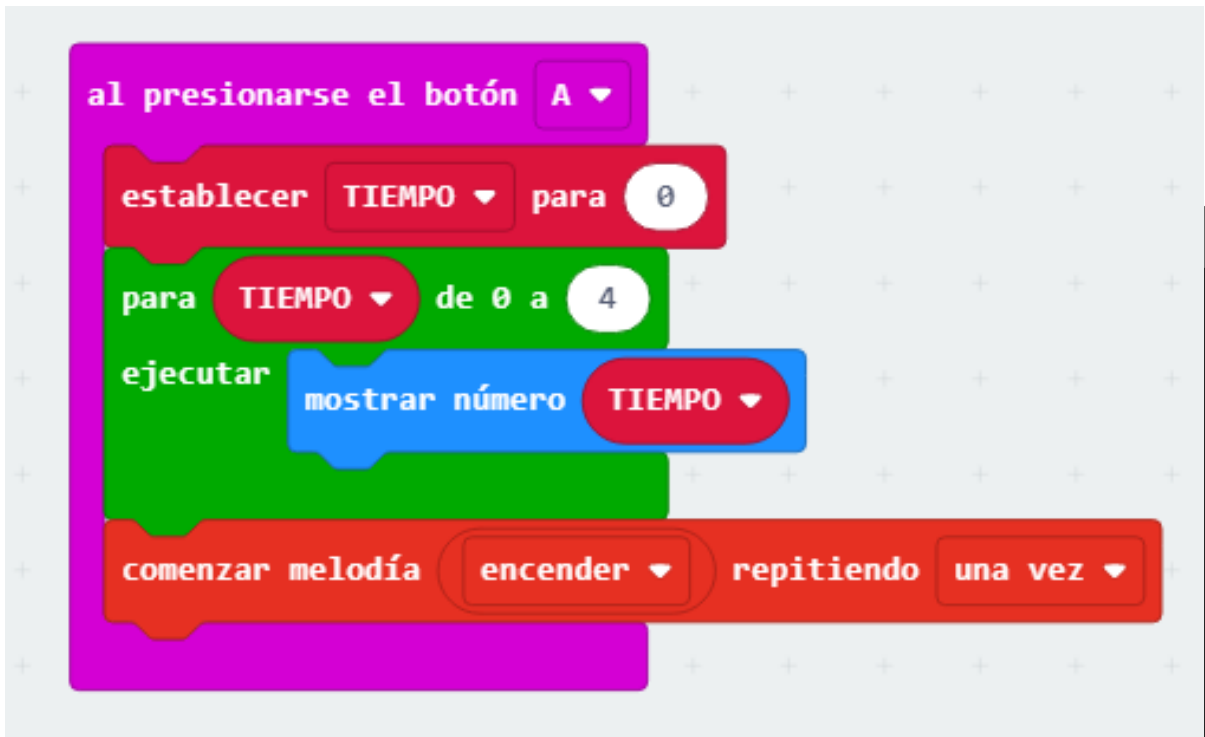 al presionarse el botón A
establecer TIEMPO para 0
para TIEMPO de 0 a 4
ejecutar
mostrar número TIEMPO
comenzar melodía encender repitiendo una vez